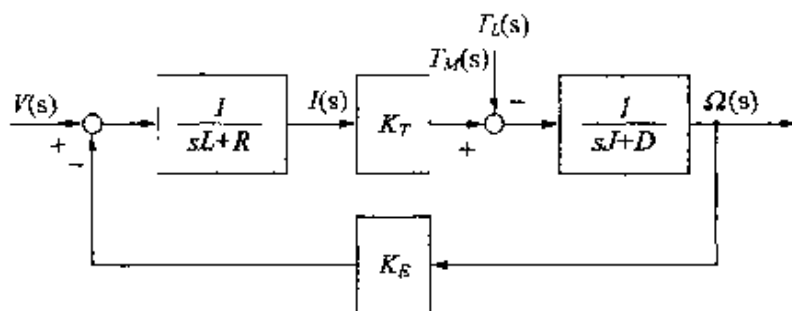 T_L(s)
T_M(s)
V(s)
+
−
1
sL+R
I(s)
K_T
+
−
1
sJ+D
Ω(s)
K_E